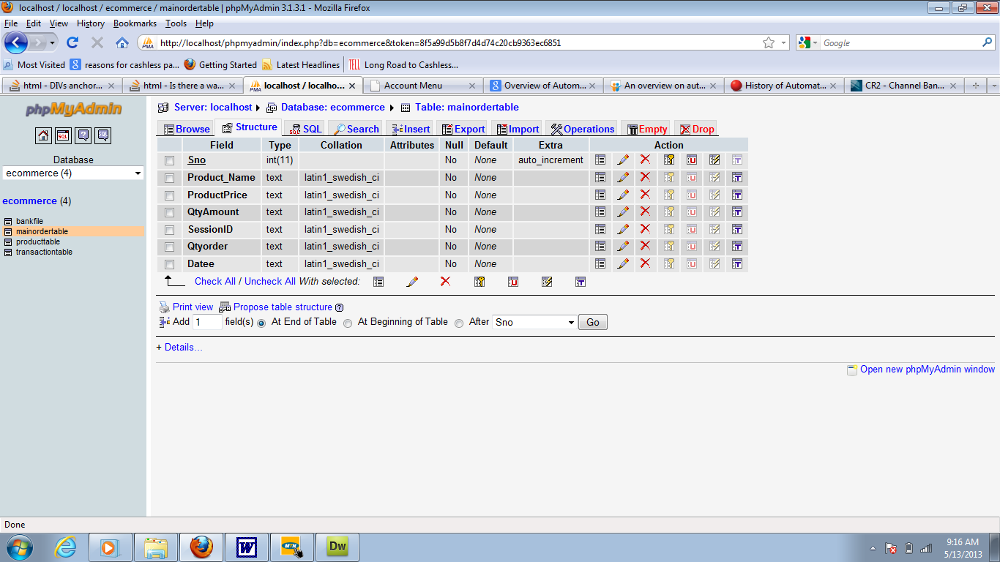 localhost / localhost / ecommerce / mainordertable | phpMyAdmin 3.1.3.1 - Mozilla Firefox
File Edit View History Bookmarks Tools Help
http://localhost/phpmyadmin/index.php?db=ecommerce&token=8f5a99d5b8f7d4d74c20cb9363ec6851 Google
Most Visited reasons for cashless pa... Getting Started Latest Headlines TELL Long Road to Cashless...
html - DIVs anchor... html - Is there a wa... PMA localhost / localho... Account Menu Overview of Autom... An overview on aut... History of Automat... CR2 - Channel Ban...
phpMyAdmin
SQL
Database
ecommerce (4)
ecommerce (4)
bankfile
mainordertable
producttable
transactiontable
Server: localhost Database: ecommerce Table: mainordertable
Browse Structure SQL Search Insert Export Import Operations Empty Drop
Field Type Collation Attributes Null Default Extra Action
Sno int(11) No None auto_increment
Product_Name text latin1_swedish_ci No None
ProductPrice text latin1_swedish_ci No None
QtyAmount text latin1_swedish_ci No None
SessionID text latin1_swedish_ci No None
Qtyorder text latin1_swedish_ci No None
Datee text latin1_swedish_ci No None
Check All / Uncheck All With selected:
Print view Propose table structure
Add 1 field(s) At End of Table At Beginning of Table After Sno Go
+ Details...
Open new phpMyAdmin window
Done
W MTN Dw
9:16 AM
5/13/2013